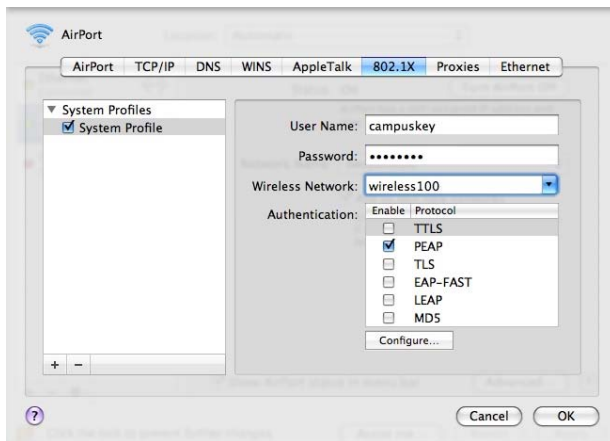 AirPort
AirPort TCP/IP DNS WINS AppleTalk 802.1X Proxies Ethernet
System Profiles
System Profile
User Name: campuskey
Password: ••••••••
Wireless Network: wireless100
Authentication:
Enable Protocol
TTLS
PEAP
TLS
EAP-FAST
LEAP
MD5
Configure...
+ −
? Cancel OK